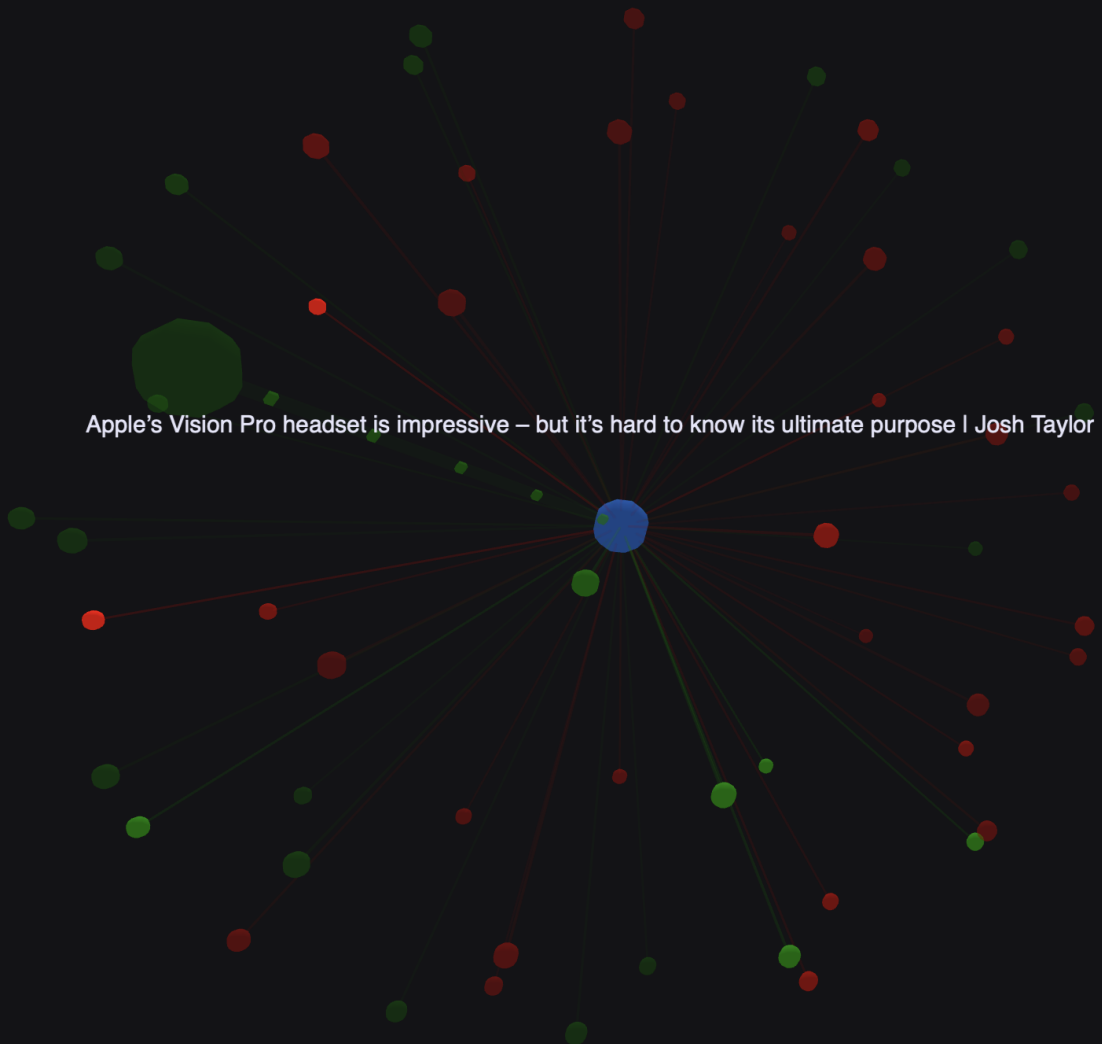 Apple’s Vision Pro headset is impressive – but it’s hard to know its ultimate purpose | Josh Taylor